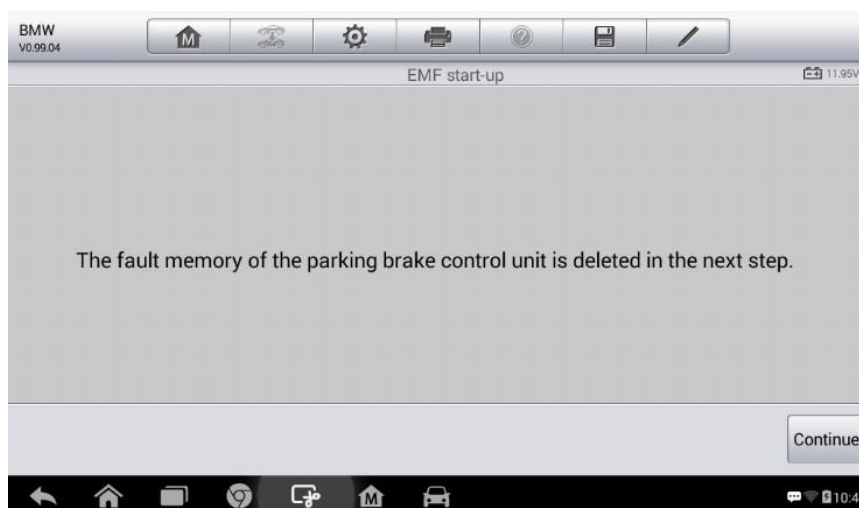 BMW
V0.99.04
M
EMF start-up
11.95V
The fault memory of the parking brake control unit is deleted in the next step.
Continue
M
10:4